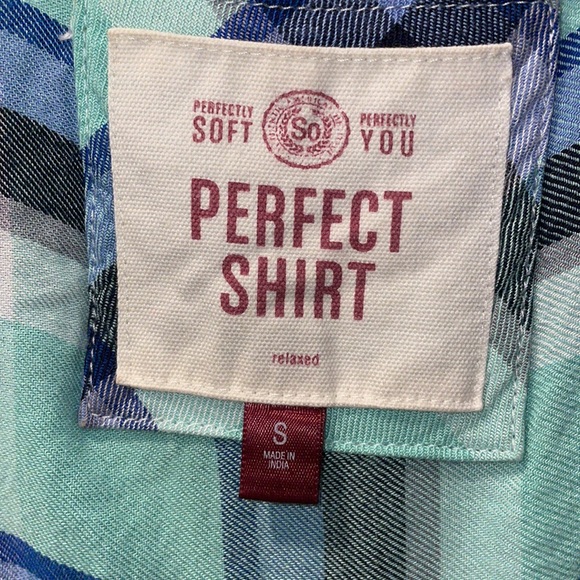 PERFECTLY SOFT
So
PERFECTLY YOU
PERFECT
SHIRT
relaxed
S
MADE IN
INDIA